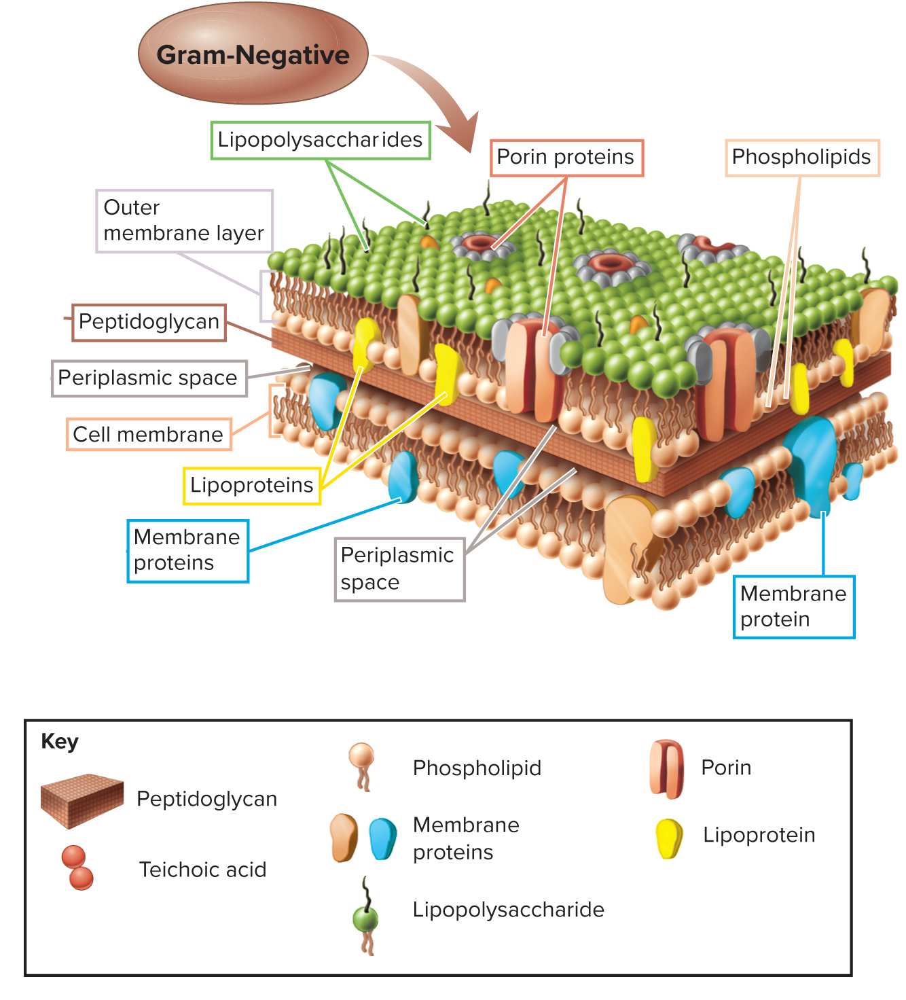 Gram-Negative
Lipopolysaccharides
Porin proteins
Phospholipids
Outer
membrane layer
Peptidoglycan
Periplasmic space
Cell membrane
Lipoproteins
Membrane
proteins
Periplasmic
space
Membrane
protein
Key
Peptidoglycan
Teichoic acid
Phospholipid
Membrane
proteins
Lipopolysaccharide
Porin
Lipoprotein